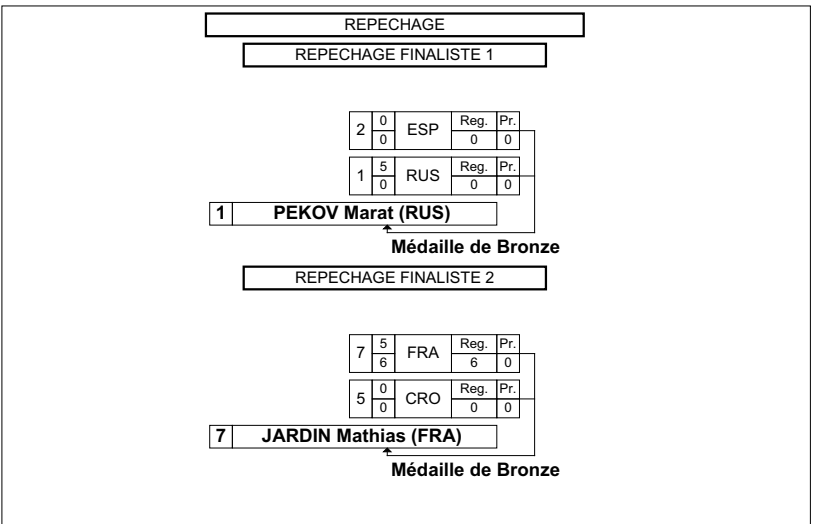 REPECHAGE
REPECHAGE FINALISTE 1
2 0 ESP Reg. Pr.
0 0 0
1 5 RUS Reg. Pr.
0 0 0
1 PEKOV Marat (RUS)
Médaille de Bronze
REPECHAGE FINALISTE 2
7 5 FRA Reg. Pr.
6 6 0
5 0 CRO Reg. Pr.
0 0 0
7 JARDIN Mathias (FRA)
Médaille de Bronze